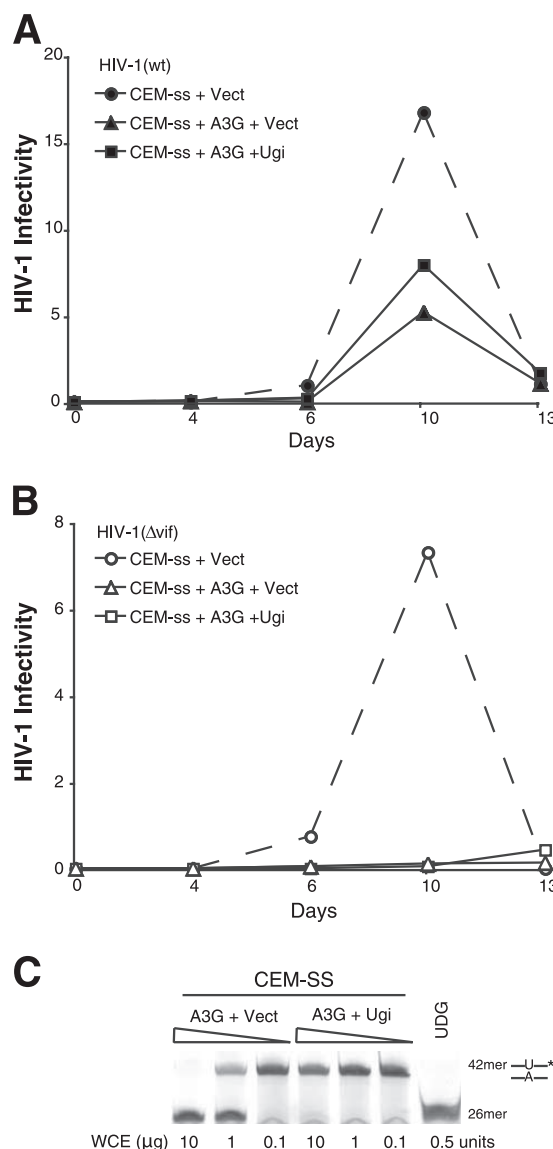 A
HIV-1(wt)
CEM-ss + Vect
CEM-ss + A3G + Vect
CEM-ss + A3G +Ugi
HIV-1 Infectivity
20
15
10
5
0
0 4 6 10 13
Days
B
HIV-1(Δvif)
CEM-ss + Vect
CEM-ss + A3G + Vect
CEM-ss + A3G +Ugi
HIV-1 Infectivity
8
6
4
2
0
0 4 6 10 13
Days
C
CEM-SS
A3G + Vect A3G + Ugi UDG
42mer U *
A
26mer
WCE (μg) 10 1 0.1 10 1 0.1 0.5 units